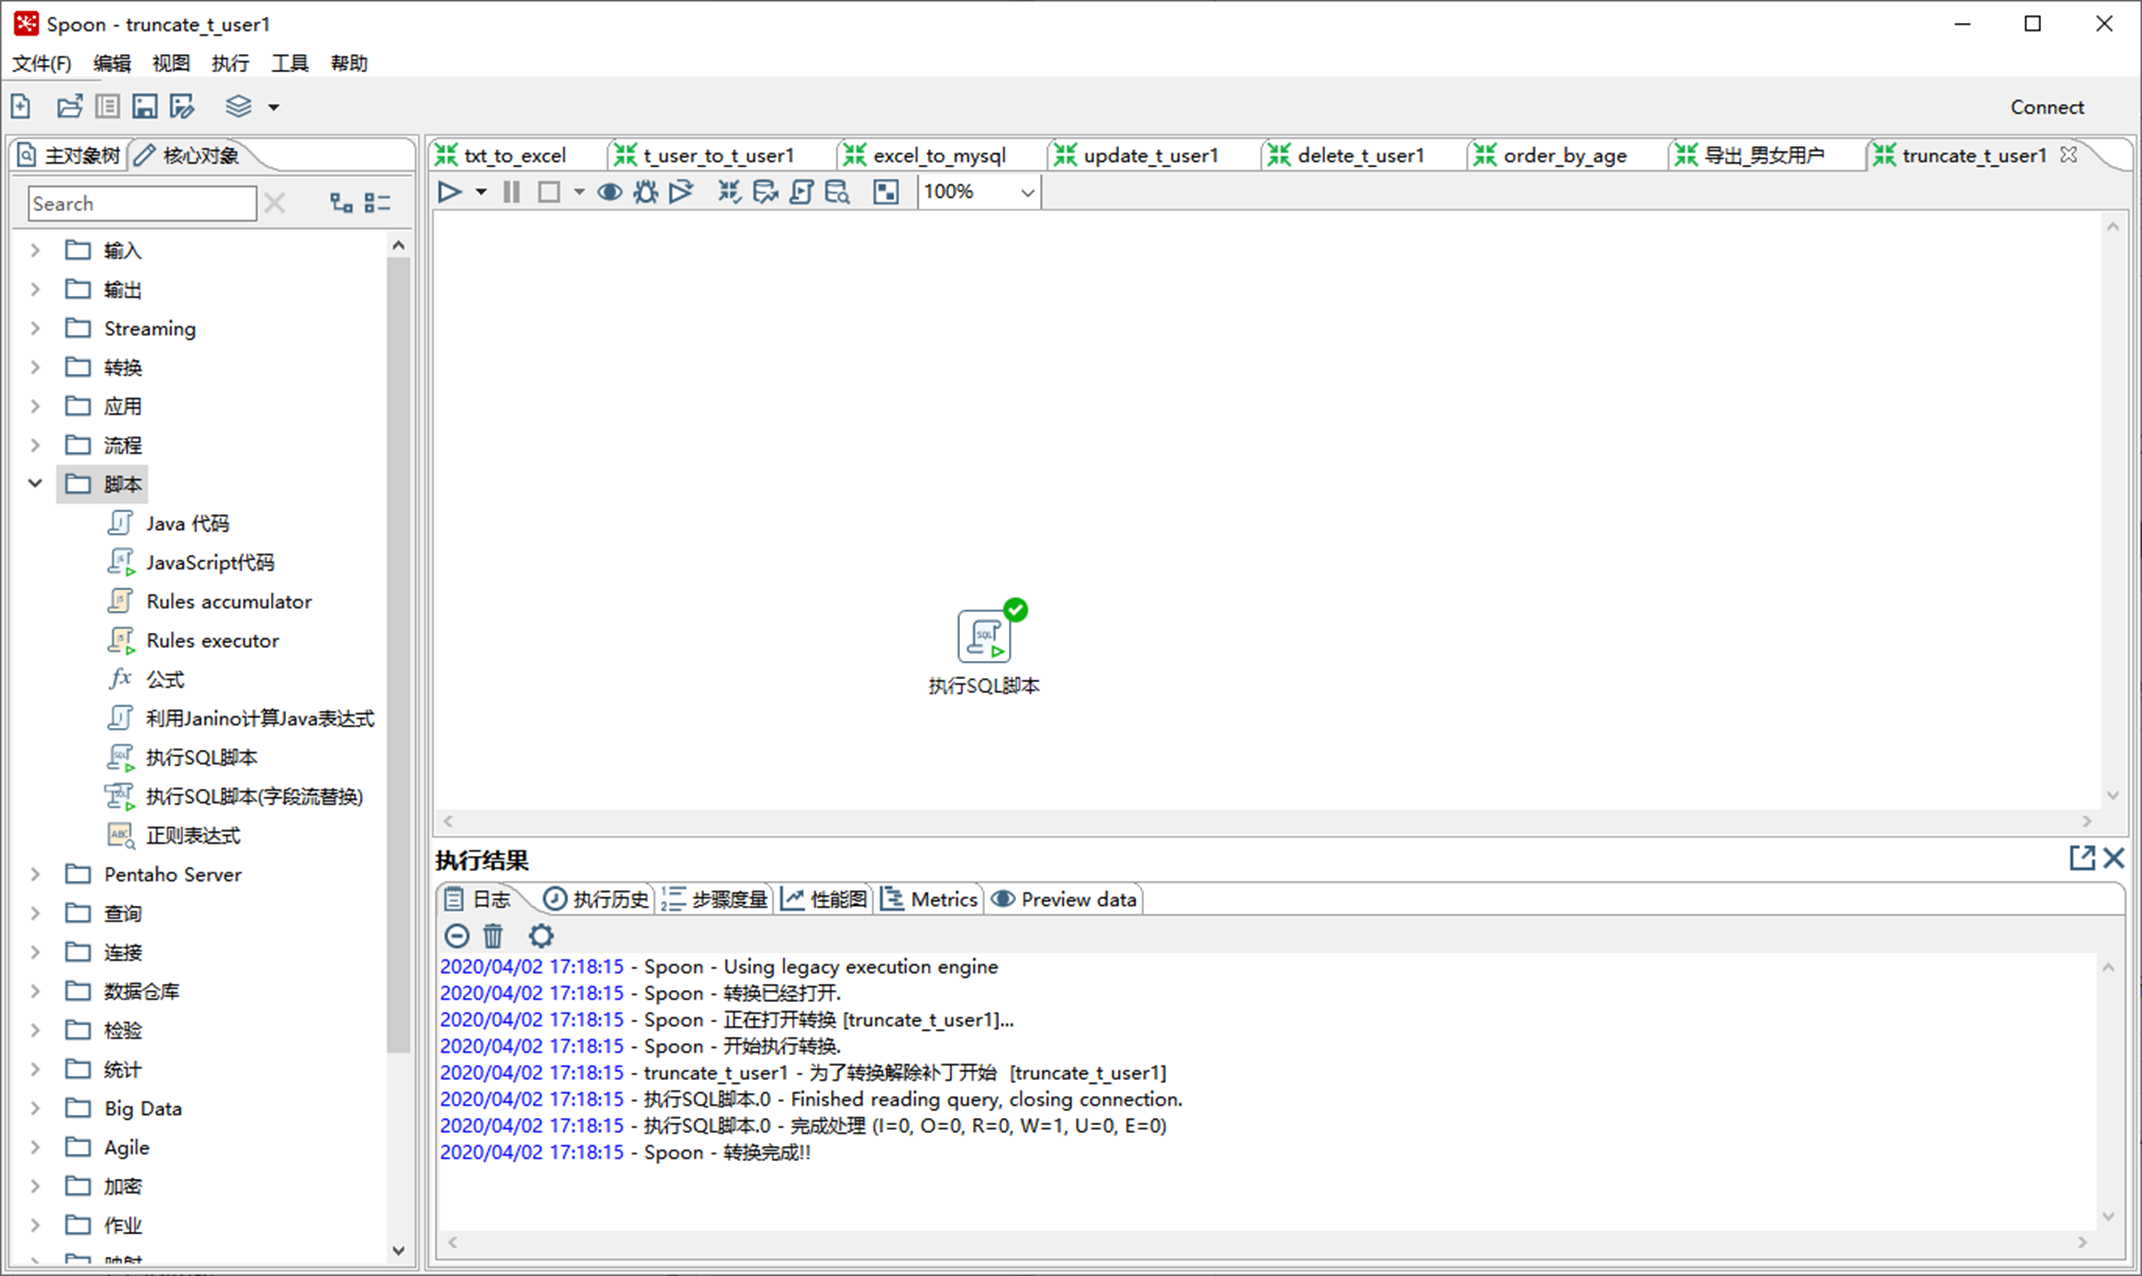 Spoon - truncate_t_user1
文件(F) 编辑 视图 执行 工具 帮助
Connect
主对象树 核心对象
txt_to_excel t_user_to_t_user1 excel_to_mysql update_t_user1 delete_t_user1 order_by_age 导出_男女用户 truncate_t_user1
100%
Search
输入
输出
Streaming
转换
应用
流程
脚本
Java 代码
JavaScript代码
Rules accumulator
Rules executor
公式
利用Janino计算Java表达式
执行SQL脚本
执行SQL脚本(字段流替换)
正则表达式
Pentaho Server
查询
连接
数据仓库
检验
统计
Big Data
Agile
加密
作业
映射
执行SQL脚本
执行结果
日志 执行历史 步骤度量 性能图 Metrics Preview data
2020/04/02 17:18:15 - Spoon - Using legacy execution engine
2020/04/02 17:18:15 - Spoon - 转换已经打开.
2020/04/02 17:18:15 - Spoon - 正在打开转换 [truncate_t_user1]...
2020/04/02 17:18:15 - Spoon - 开始执行转换.
2020/04/02 17:18:15 - truncate_t_user1 - 为了转换解除补丁开始  [truncate_t_user1]
2020/04/02 17:18:15 - 执行SQL脚本.0 - Finished reading query, closing connection.
2020/04/02 17:18:15 - 执行SQL脚本.0 - 完成处理 (I=0, O=0, R=0, W=1, U=0, E=0)
2020/04/02 17:18:15 - Spoon - 转换完成!!